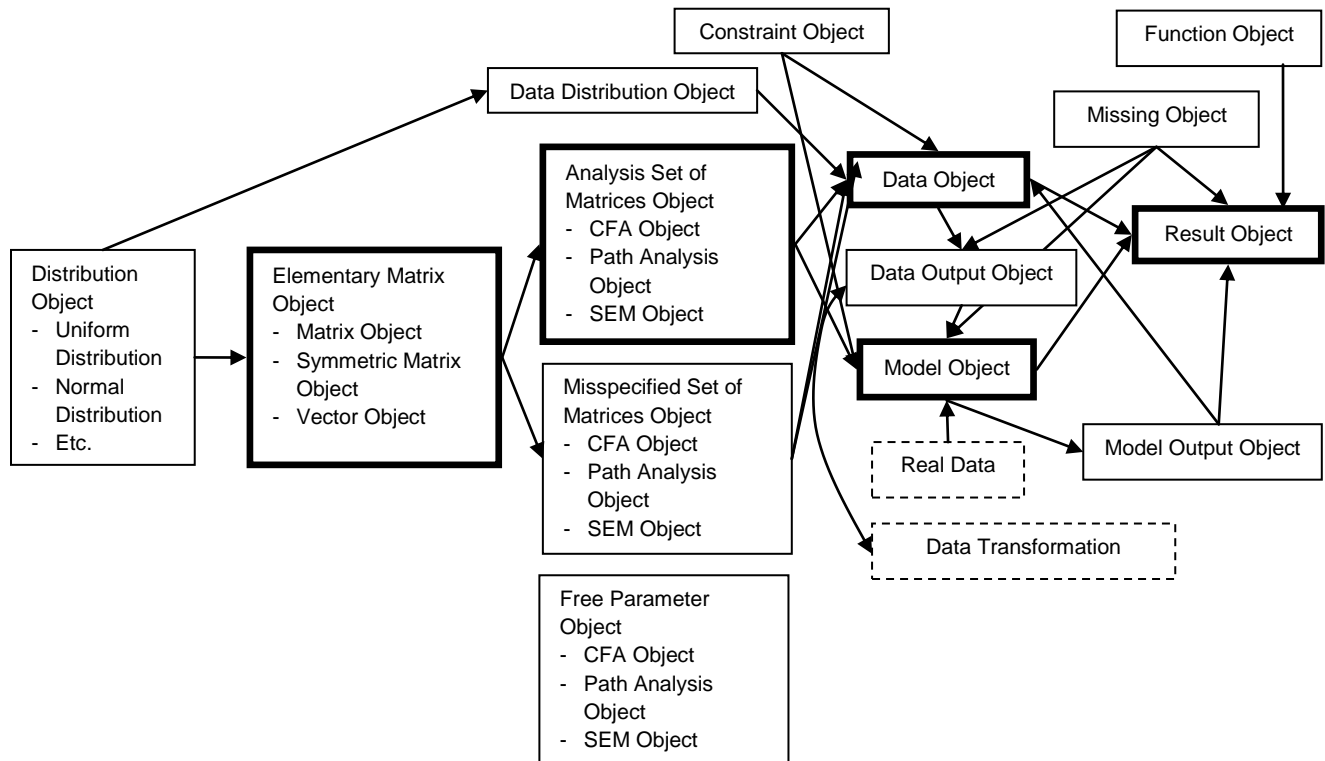 Constraint Object
Function Object
Data Distribution Object
Missing Object
Analysis Set of
Matrices Object
- CFA Object
- Path Analysis
Object
- SEM Object
Data Object
Result Object
Distribution
Object
- Uniform
Distribution
- Normal
Distribution
- Etc.
Elementary Matrix
Object
- Matrix Object
- Symmetric Matrix
Object
- Vector Object
Data Output Object
Misspecified Set of
Matrices Object
- CFA Object
- Path Analysis
Object
- SEM Object
Model Object
Real Data
Model Output Object
Data Transformation
Free Parameter
Object
- CFA Object
- Path Analysis
Object
- SEM Object